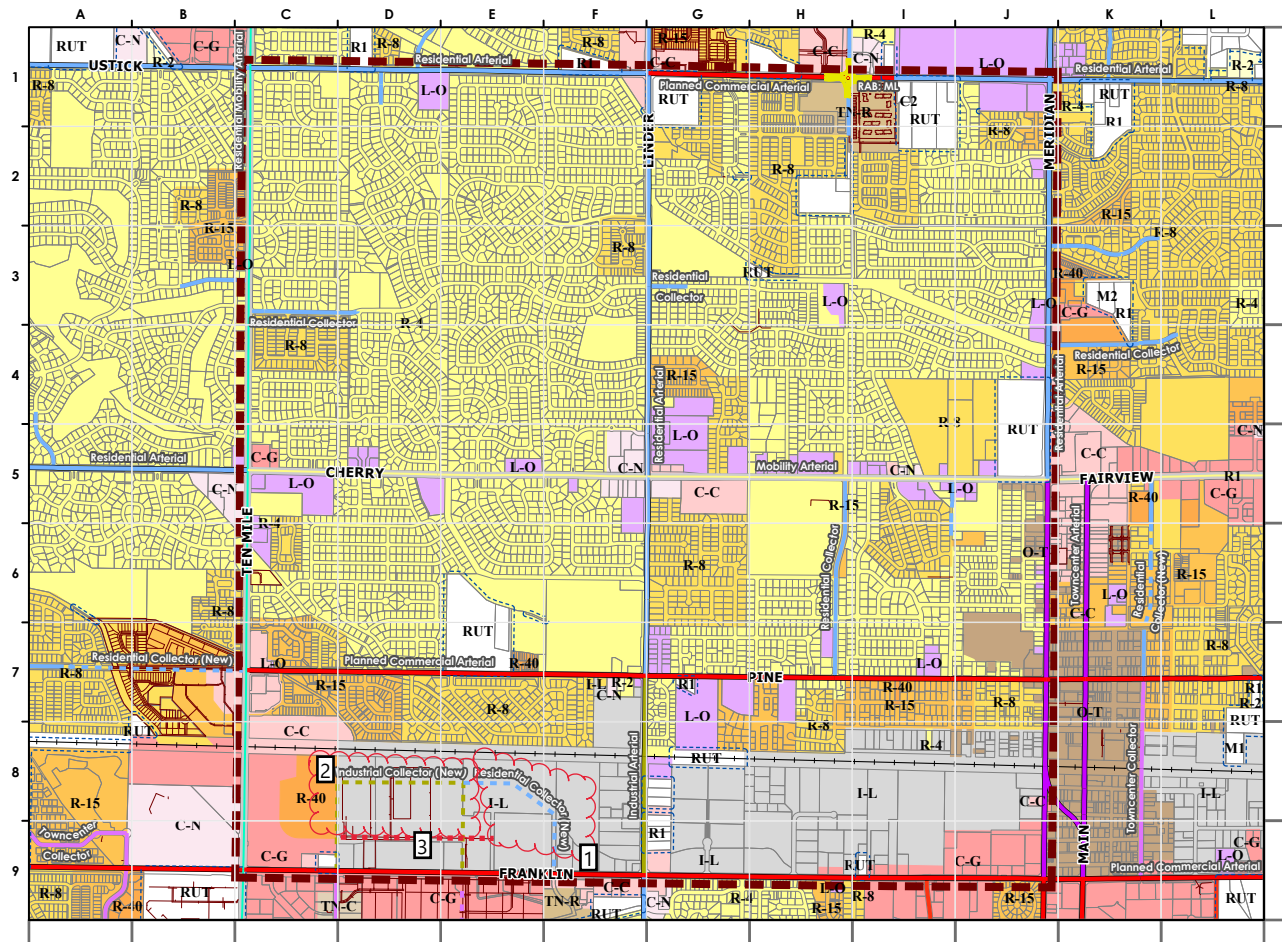 A B C D E F G H I J K L
RUT
C-N
R-2
C-G
R1
R-8
R-8
R1
C-C
R-15
C-C
R-4
C-N
L-O
R-2
USTICK
Residential Arterial
Residential Arterial
1
R-8
Residential Mobility Arterial
L-O
Planned Commercial Arterial
RAB: ML
RUT
TN-R
C2
RUT
R-8
MERIDIAN
R-4
RUT
R1
R-8
LINDER
2
R-8
R-15
R-8
R-15
R-8
R-8
3
L-O
RUT
Residential
Collector
L-O
L-O
R-40
M2
R1
C-G
R-4
Residential Collector
R-4
R-8
Residential Collector
R-15
4
R-15
Residential Arterial
L-O
R-8
RUT
Residential Arterial
C-N
C-C
Residential Arterial
C-G
CHERRY
L-O
C-N
Mobility Arterial
C-N
FAIRVIEW
R1
5
C-N
L-O
C-C
L-O
R-15
R-40
C-G
TEN MILE
R-4
O-T
Towncenter Arterial
Residential
Collector (New)
R-15
6
R-8
R-8
Residential Collector
L-O
C-C
RUT
R-8
Residential Collector (New)
L-O
Planned Commercial Arterial
R-40
L-O
7
R-8
PINE
R-15
I-L
R-2
C-N
R1
R-40
R1
R-2
R-8
L-O
R-15
R-8
O-T
RUT
RUT
C-C
R-8
R-4
M1
RUT
8
2
Industrial Collector (New)
Residential
Collector
(New)
Industrial Arterial
R-15
R-40
I-L
I-L
C-C
Towncenter Collector
I-L
C-N
R1
Towncenter
Collector
3
1
C-G
I-L
RUT
C-G
MAIN
C-G
L-O
Planned Commercial Arterial
9
FRANKLIN
R-8
R-40
RUT
TN-C
C-G
TN-R
C-C
RUT
C-N
R-4
L-O
R-15
R-8
R-15
RUT